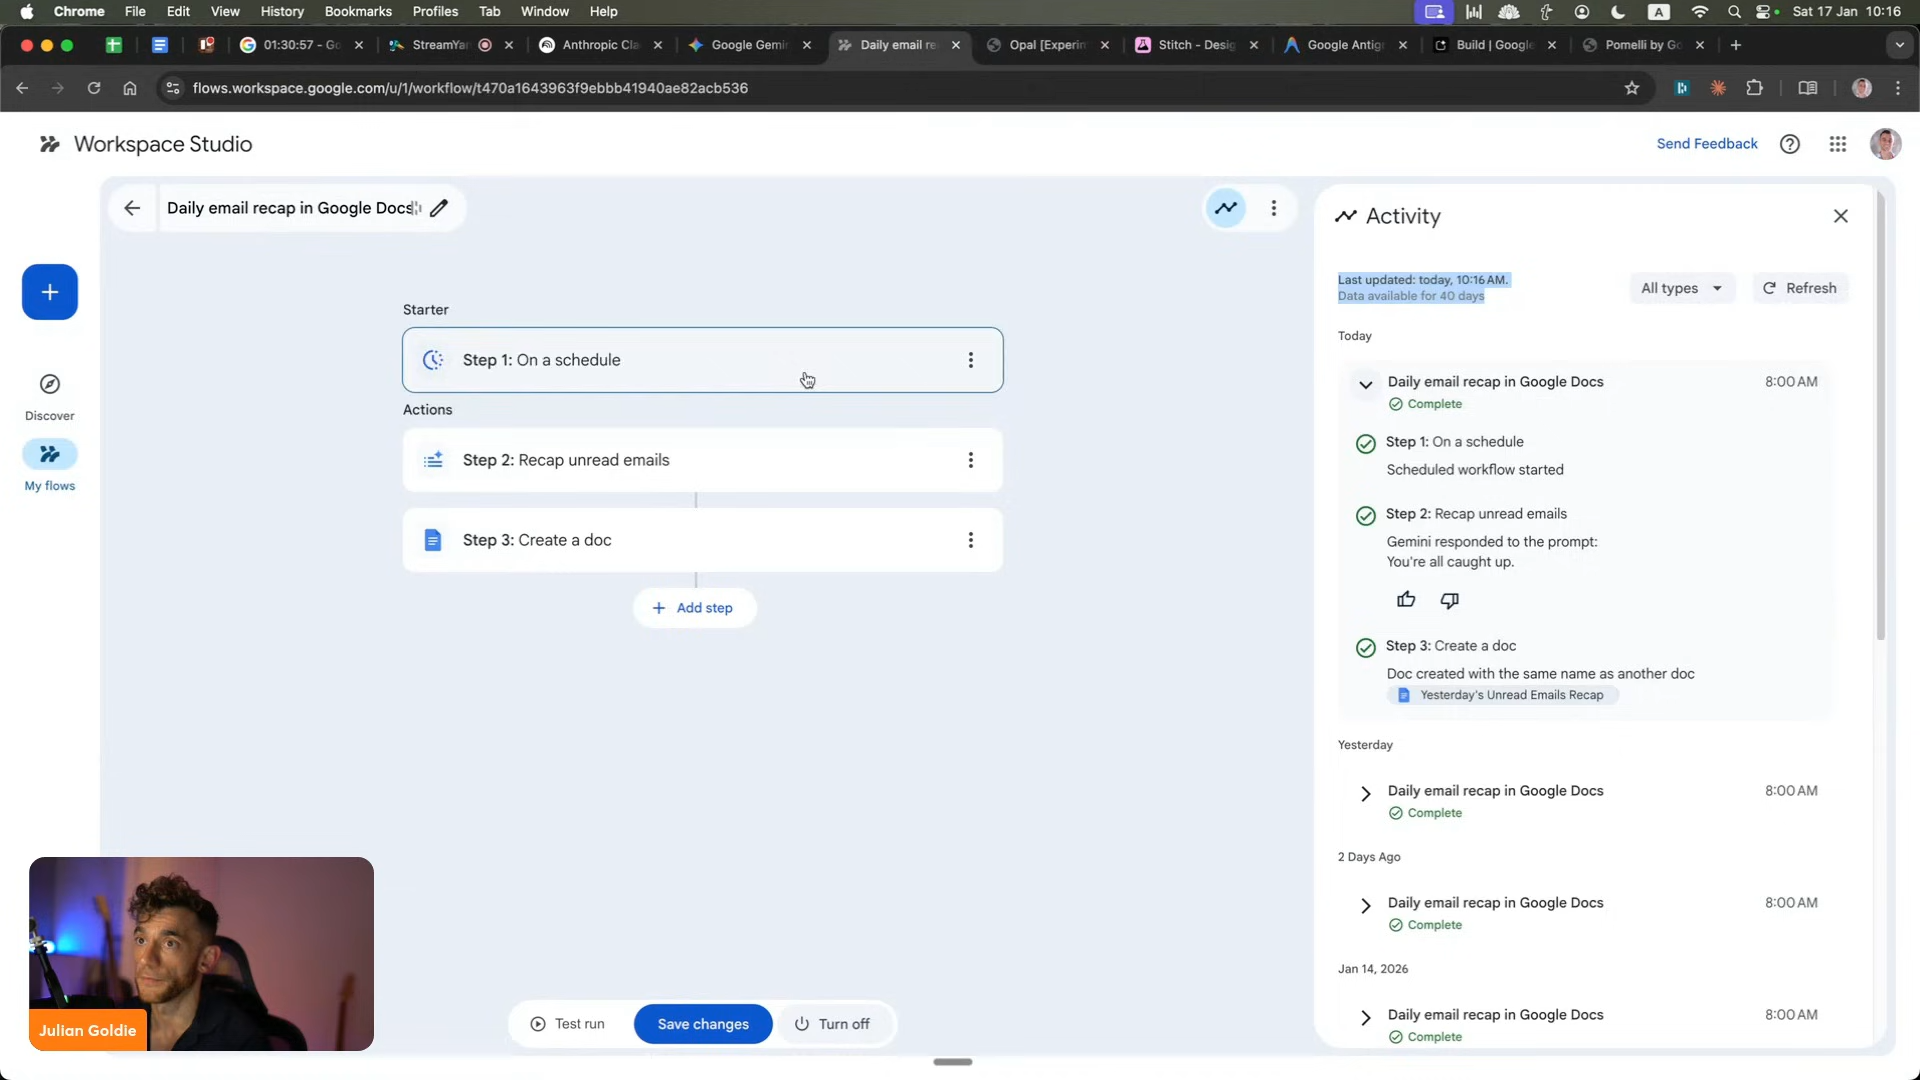 Chrome File Edit View History Bookmarks Profiles Tab Window Help
A Sat 17 Jan 10:16
01:30:57 - Go
StreamYar
Anthropic Cla
Google Gemi
Daily email re
Opal [Experim
Stitch - Desig
Google Antig
Build | Google
Pomelli by Go
flows.workspace.google.com/u/1/workflow/t470a1643963f9ebbb41940ae82acb536
Workspace Studio
Send Feedback
Daily email recap in Google Docs
Discover
My flows
Starter
Step 1: On a schedule
Actions
Step 2: Recap unread emails
Step 3: Create a doc
Add step
Test run
Save changes
Turn off
Activity
Last updated: today, 10:16 AM.
Data available for 40 days
All types
Refresh
Today
Daily email recap in Google Docs 8:00 AM
Complete
Step 1: On a schedule
Scheduled workflow started
Step 2: Recap unread emails
Gemini responded to the prompt:
You're all caught up.
Step 3: Create a doc
Doc created with the same name as another doc
Yesterday's Unread Emails Recap
Yesterday
Daily email recap in Google Docs 8:00 AM
Complete
2 Days Ago
Daily email recap in Google Docs 8:00 AM
Complete
Jan 14, 2026
Daily email recap in Google Docs 8:00 AM
Complete
Julian Goldie